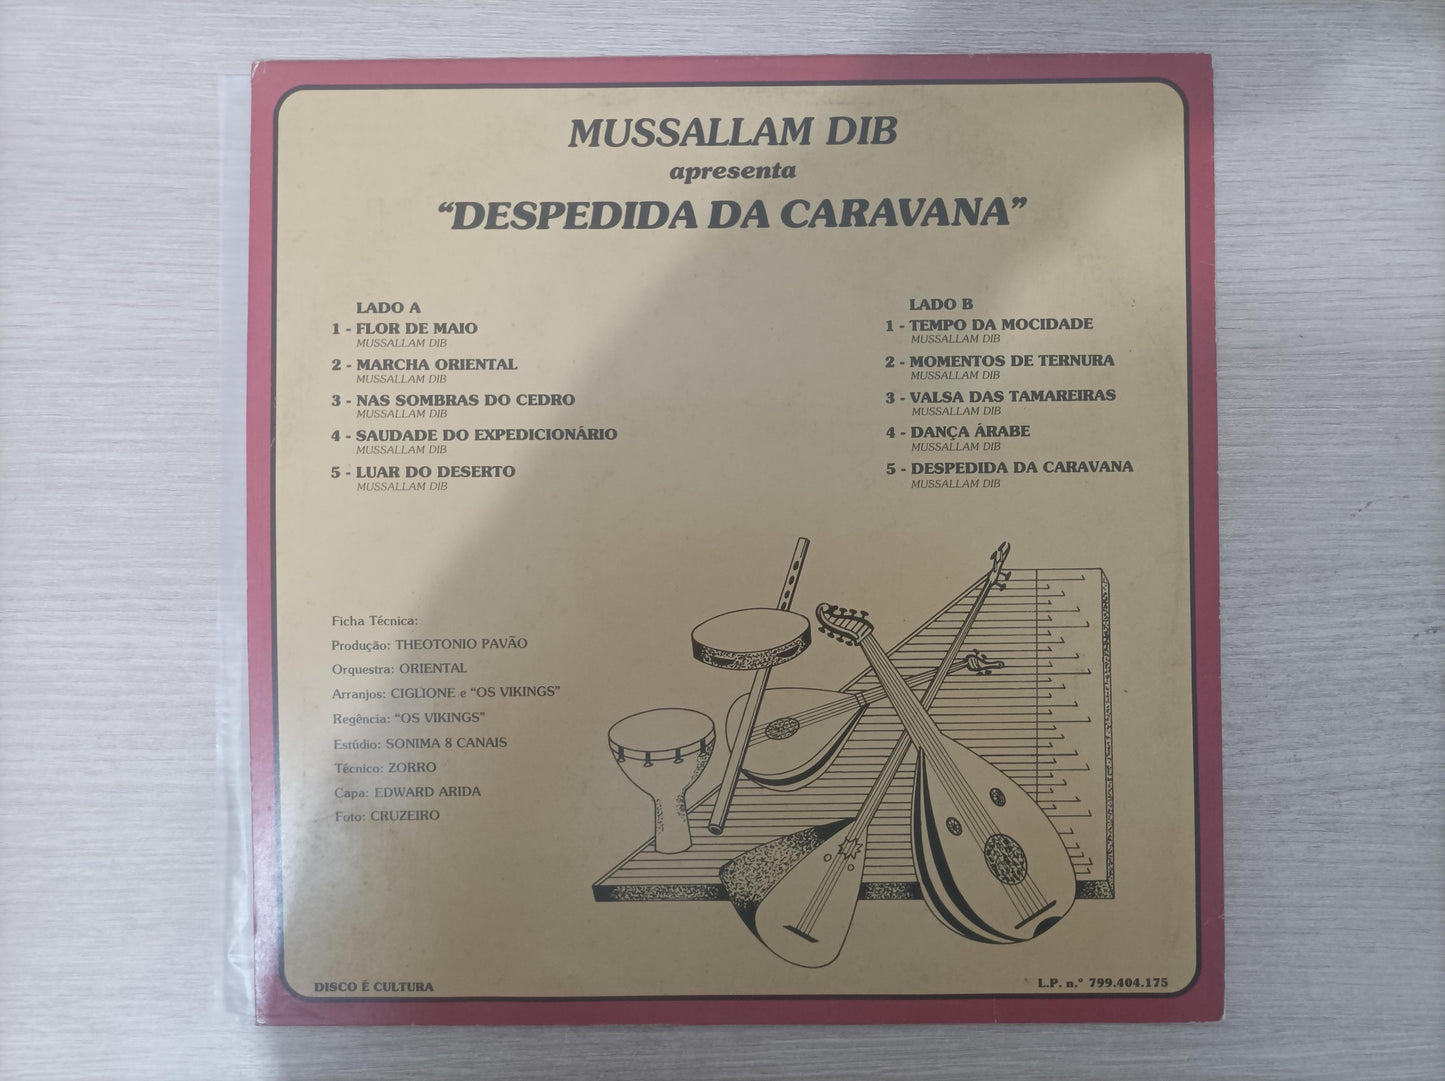 MUSSALLAM DIB
apresenta
“DESPEDIDA DA CARAVANA”
LADO A
1 - FLOR DE MAIO
MUSSALLAM DIB
2 - MARCHA ORIENTAL
MUSSALLAM DIB
3 - NAS SOMBRAS DO CEDRO
MUSSALLAM DIB
4 - SAUDADE DO EXPEDICIONÁRIO
MUSSALLAM DIB
5 - LUAR DO DESERTO
MUSSALLAM DIB
LADO B
1 - TEMPO DA MOCIDADE
MUSSALLAM DIB
2 - MOMENTOS DE TERNURA
MUSSALLAM DIB
3 - VALSA DAS TAMAREIRAS
MUSSALLAM DIB
4 - DANÇA ÁRABE
MUSSALLAM DIB
5 - DESPEDIDA DA CARAVANA
MUSSALLAM DIB
Ficha Técnica:
Produção: THEOTONIO PAVÃO
Orquestra: ORIENTAL
Arranjos: CIGLIONE e “OS VIKINGS”
Regência: “OS VIKINGS”
Estúdio: SONIMA 8 CANAIS
Técnico: ZORRO
Capa: EDWARD ARIDA
Foto: CRUZEIRO
DISCO É CULTURA
L.P. n.° 799.404.175